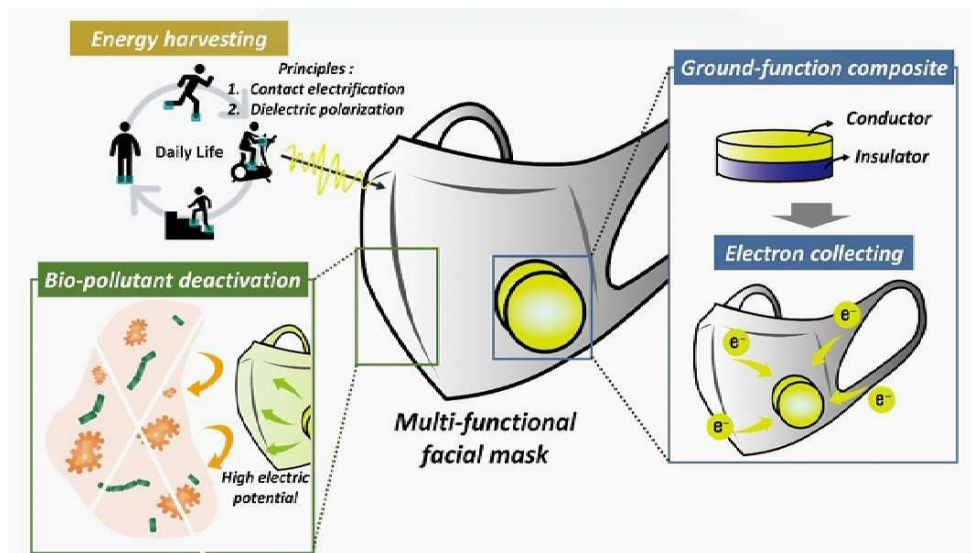 Energy harvesting
Principles :
1. Contact electrification
2. Dielectric polarization
Daily Life
Ground-function composite
Conductor
Insulator
Electron collecting
e-
e-
e-
e-
Bio-pollutant deactivation
High electric
potential
Multi-functional
facial mask